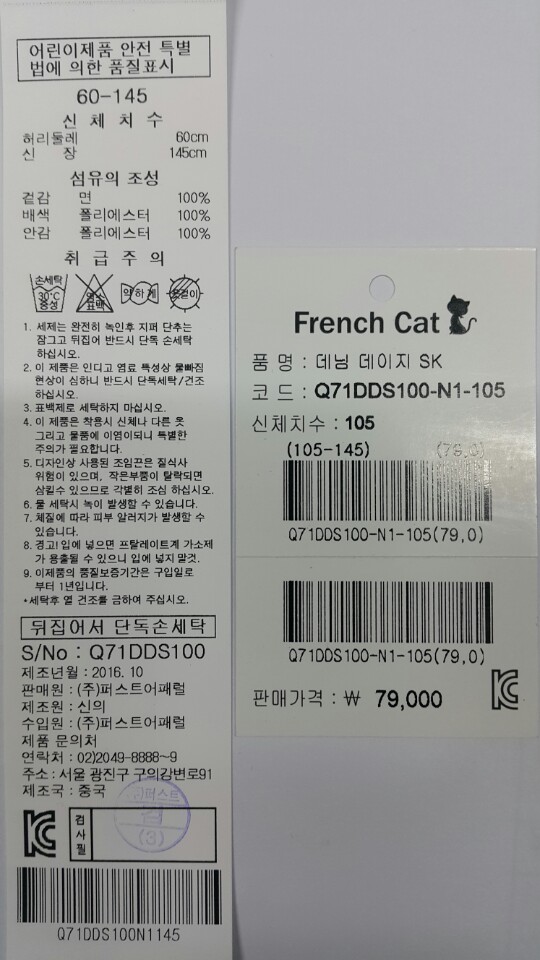 어린이제품 안전 특별
법에 의한 품질표시
60-145
신 체 치 수
허리둘레 60cm
신 장 145cm
섬유의 조성
겉감 면 100%
배색 폴리에스터 100%
안감 폴리에스터 100%
취 급 주 의
손세탁 30℃ 중성
염소 표백
약하게
옷걸이
1. 세제는 완전히 녹인후 지퍼 단추는
잠그고 뒤집어 반드시 단독 손세탁
하십시오.
2. 이 제품은 인디고 염료 특성상 물빠짐
현상이 심하니 반드시 단독세탁/건조
하십시오.
3. 표백제로 세탁하지 마십시오.
4. 이 제품은 착용시 신체나 다른 옷
그리고 물품에 이염이되니 특별한
주의가 필요합니다.
5. 디자인상 사용된 조임끈은 질식사
위험이 있으며, 작은부품이 탈락되면
삼킬수 있으므로 각별히 조심 하십시오.
6. 물 세탁시 녹이 발생할 수 있습니다.
7. 체질에 따라 피부 알러지가 발생할 수
있습니다.
8. 경고! 입에 넣으면 프탈레이트계 가소제
가 용출될 수 있으니 입에 넣지 말것.
9. 이제품의 품질보증기간은 구입일로
부터 1년입니다.
*세탁후 열 건조를 금하여 주십시오.
뒤집어서 단독손세탁
S/No : Q71DDS100
제조년월 : 2016. 10
판매원 : (주)퍼스트어패럴
제조원 : 신의
수입원 : (주)퍼스트어패럴
제품 문의처
연락처 : 02)2049-8888~9
주소 : 서울 광진구 구의강변로91
제조국 : 중국
퍼스트
검
(3)
검사필
Q71DDS100N1145
French Cat
품 명 : 데닝 데이지 SK
코 드 : Q71DDS100-N1-105
신체치수 : 105
(105-145) (79.0)
Q71DDS100-N1-105(79,0)
Q71DDS100-N1-105(79,0)
판매가격 : ₩ 79,000